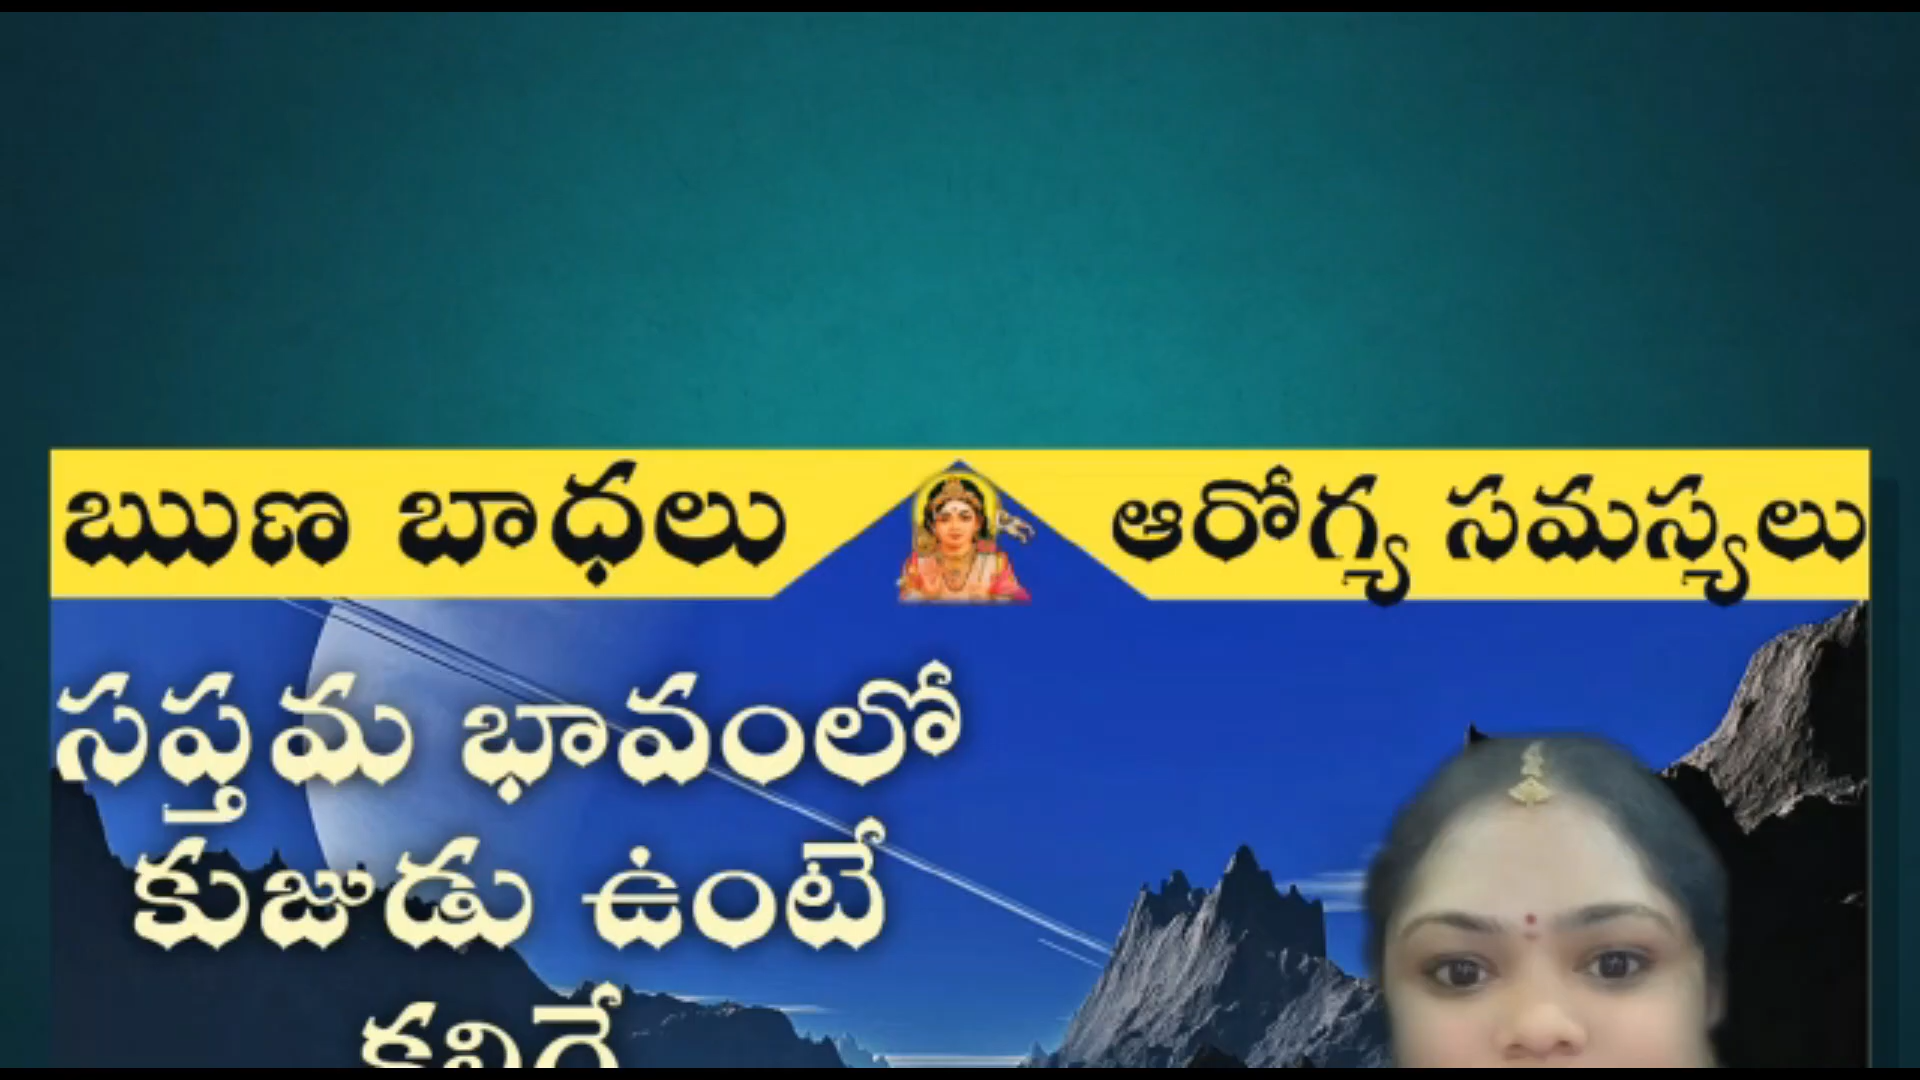 ఋణ బాధలు ఆరోగ్య సమస్యలు
సప్తమ భావంలో
కుజుడు ఉంటే